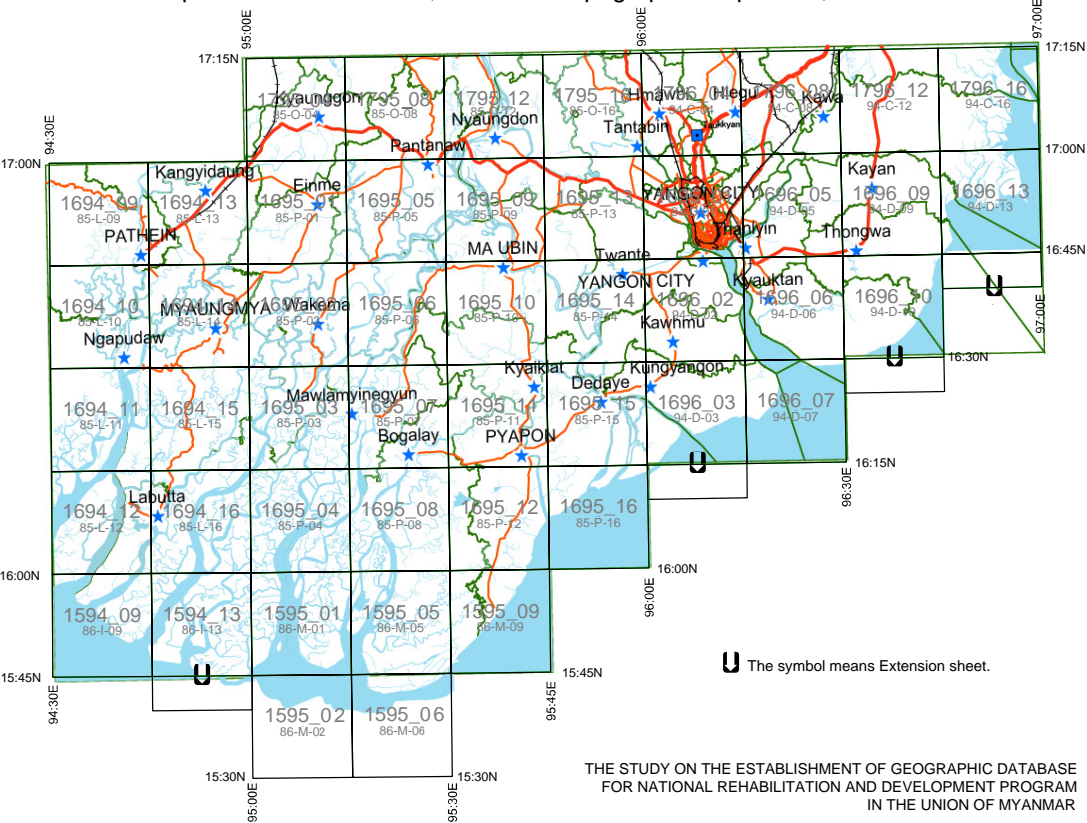 95:00E
96:00E
97:00E
17:15N
17:15N
1795_08
85-O-04
85-O-08
1795_12
85-O-16
94-C-08
1796_12
94-C-12
1796_16
94-C-16
Kyaunggon
Nyaungdon
Hmawbi
Hlegu
Kawa
Taukkyan
Tantabin
Pantanaw
94:30E
17:00N
17:00N
Kangyidaung
Einme
Kayan
1694_09
85-L-09
1694_13
85-L-13
1695_01
85-P-01
1695_05
85-P-05
1695_09
85-P-09
1695_13
85-P-13
YANGON CITY
1696_05
94-D-05
1696_09
94-D-09
1696_13
94-D-13
PATHEIN
MA UBIN
Twante
Thanlyin
Thongwa
16:45N
YANGON CITY
Kyauktan
1694_10
85-L-10
MYAUNGMYA
85-L-14
Wakema
1695_06
85-P-06
1695_10
85-P-10
1695_14
85-P-14
1696_02
94-D-02
1696_06
94-D-06
1696_10
94-D-10
97:00E
Ngapudaw
Kawhmu
16:30N
Kyaiklat
Dedaye
Kungyangon
Mawlamyinegyun
1694_11
85-L-11
1694_15
85-L-15
1695_03
85-P-03
1695_07
85-P-07
85-P-11
1695_15
85-P-15
1696_03
94-D-03
1696_07
94-D-07
Bogalay
PYAPON
16:15N
96:30E
Labutta
1694_12
85-L-12
1694_16
85-L-16
1695_04
85-P-04
1695_08
85-P-08
1695_12
85-P-12
1695_16
85-P-16
16:00N
16:00N
96:00E
1594_09
86-I-09
1594_13
86-I-13
1595_01
86-M-01
1595_05
86-M-05
1595_09
86-M-09
15:45N
15:45N
94:30E
95:45E
The symbol means Extension sheet.
1595_02
86-M-02
1595_06
86-M-06
15:30N
15:30N
95:00E
95:30E
THE STUDY ON THE ESTABLISHMENT OF GEOGRAPHIC DATABASE
FOR NATIONAL REHABILITATION AND DEVELOPMENT PROGRAM
IN THE UNION OF MYANMAR